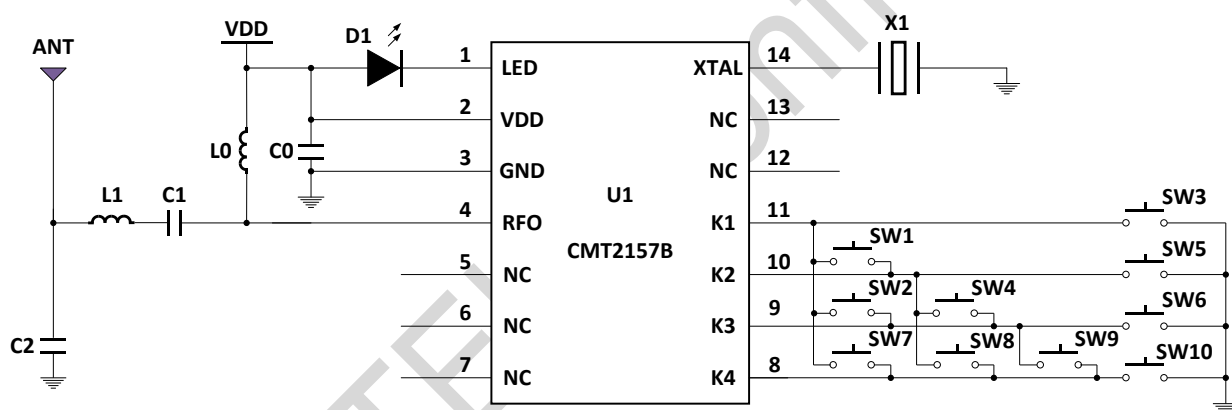 ANT
VDD
D1
X1
1
LED
XTAL
14
2
VDD
NC
13
L0
C0
3
GND
NC
12
L1
C1
U1
4
RFO
K1
11
SW3
CMT2157B
SW1
5
NC
K2
10
SW5
SW2
SW4
6
NC
K3
9
SW6
C2
SW7
SW8
SW9
7
NC
K4
8
SW10